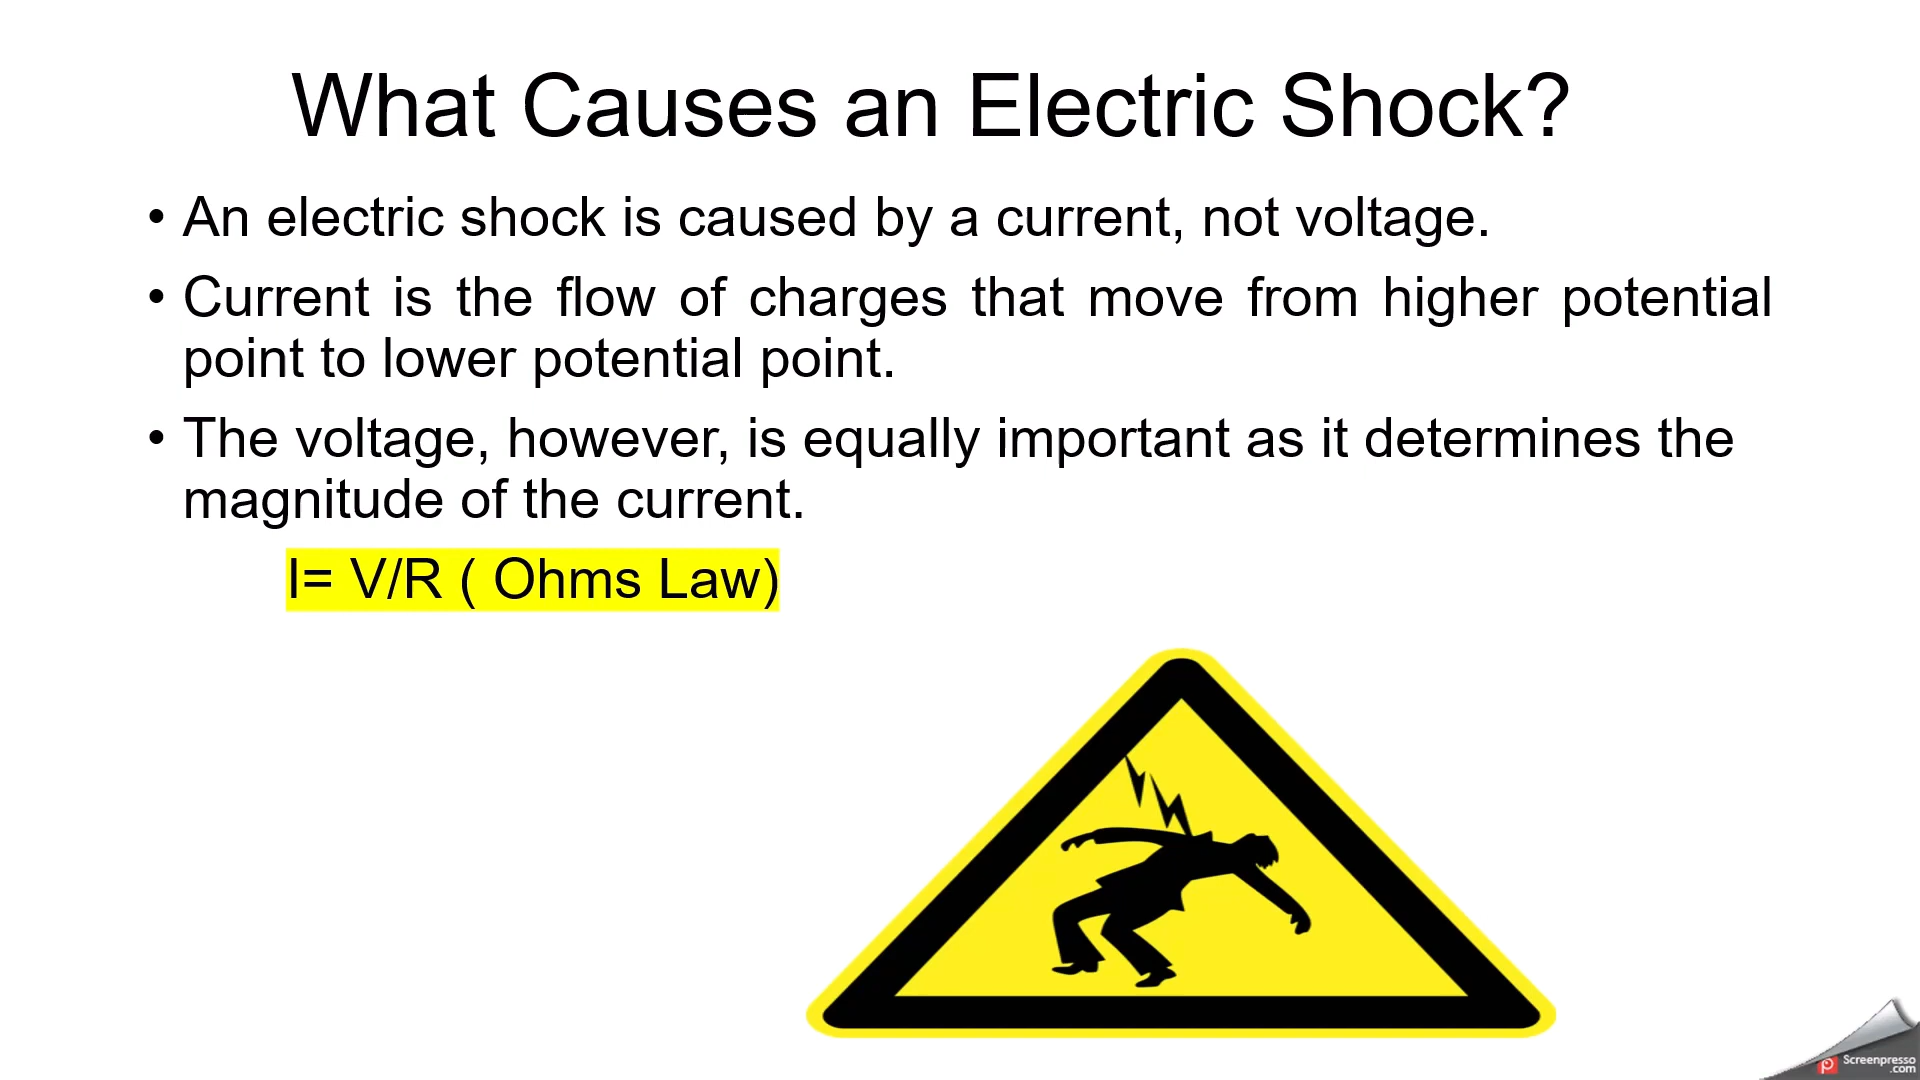 What Causes an Electric Shock?
• An electric shock is caused by a current, not voltage.
• Current is the flow of charges that move from higher potential
point to lower potential point.
• The voltage, however, is equally important as it determines the
magnitude of the current.
I= V/R ( Ohms Law)
Screenpresso
.com